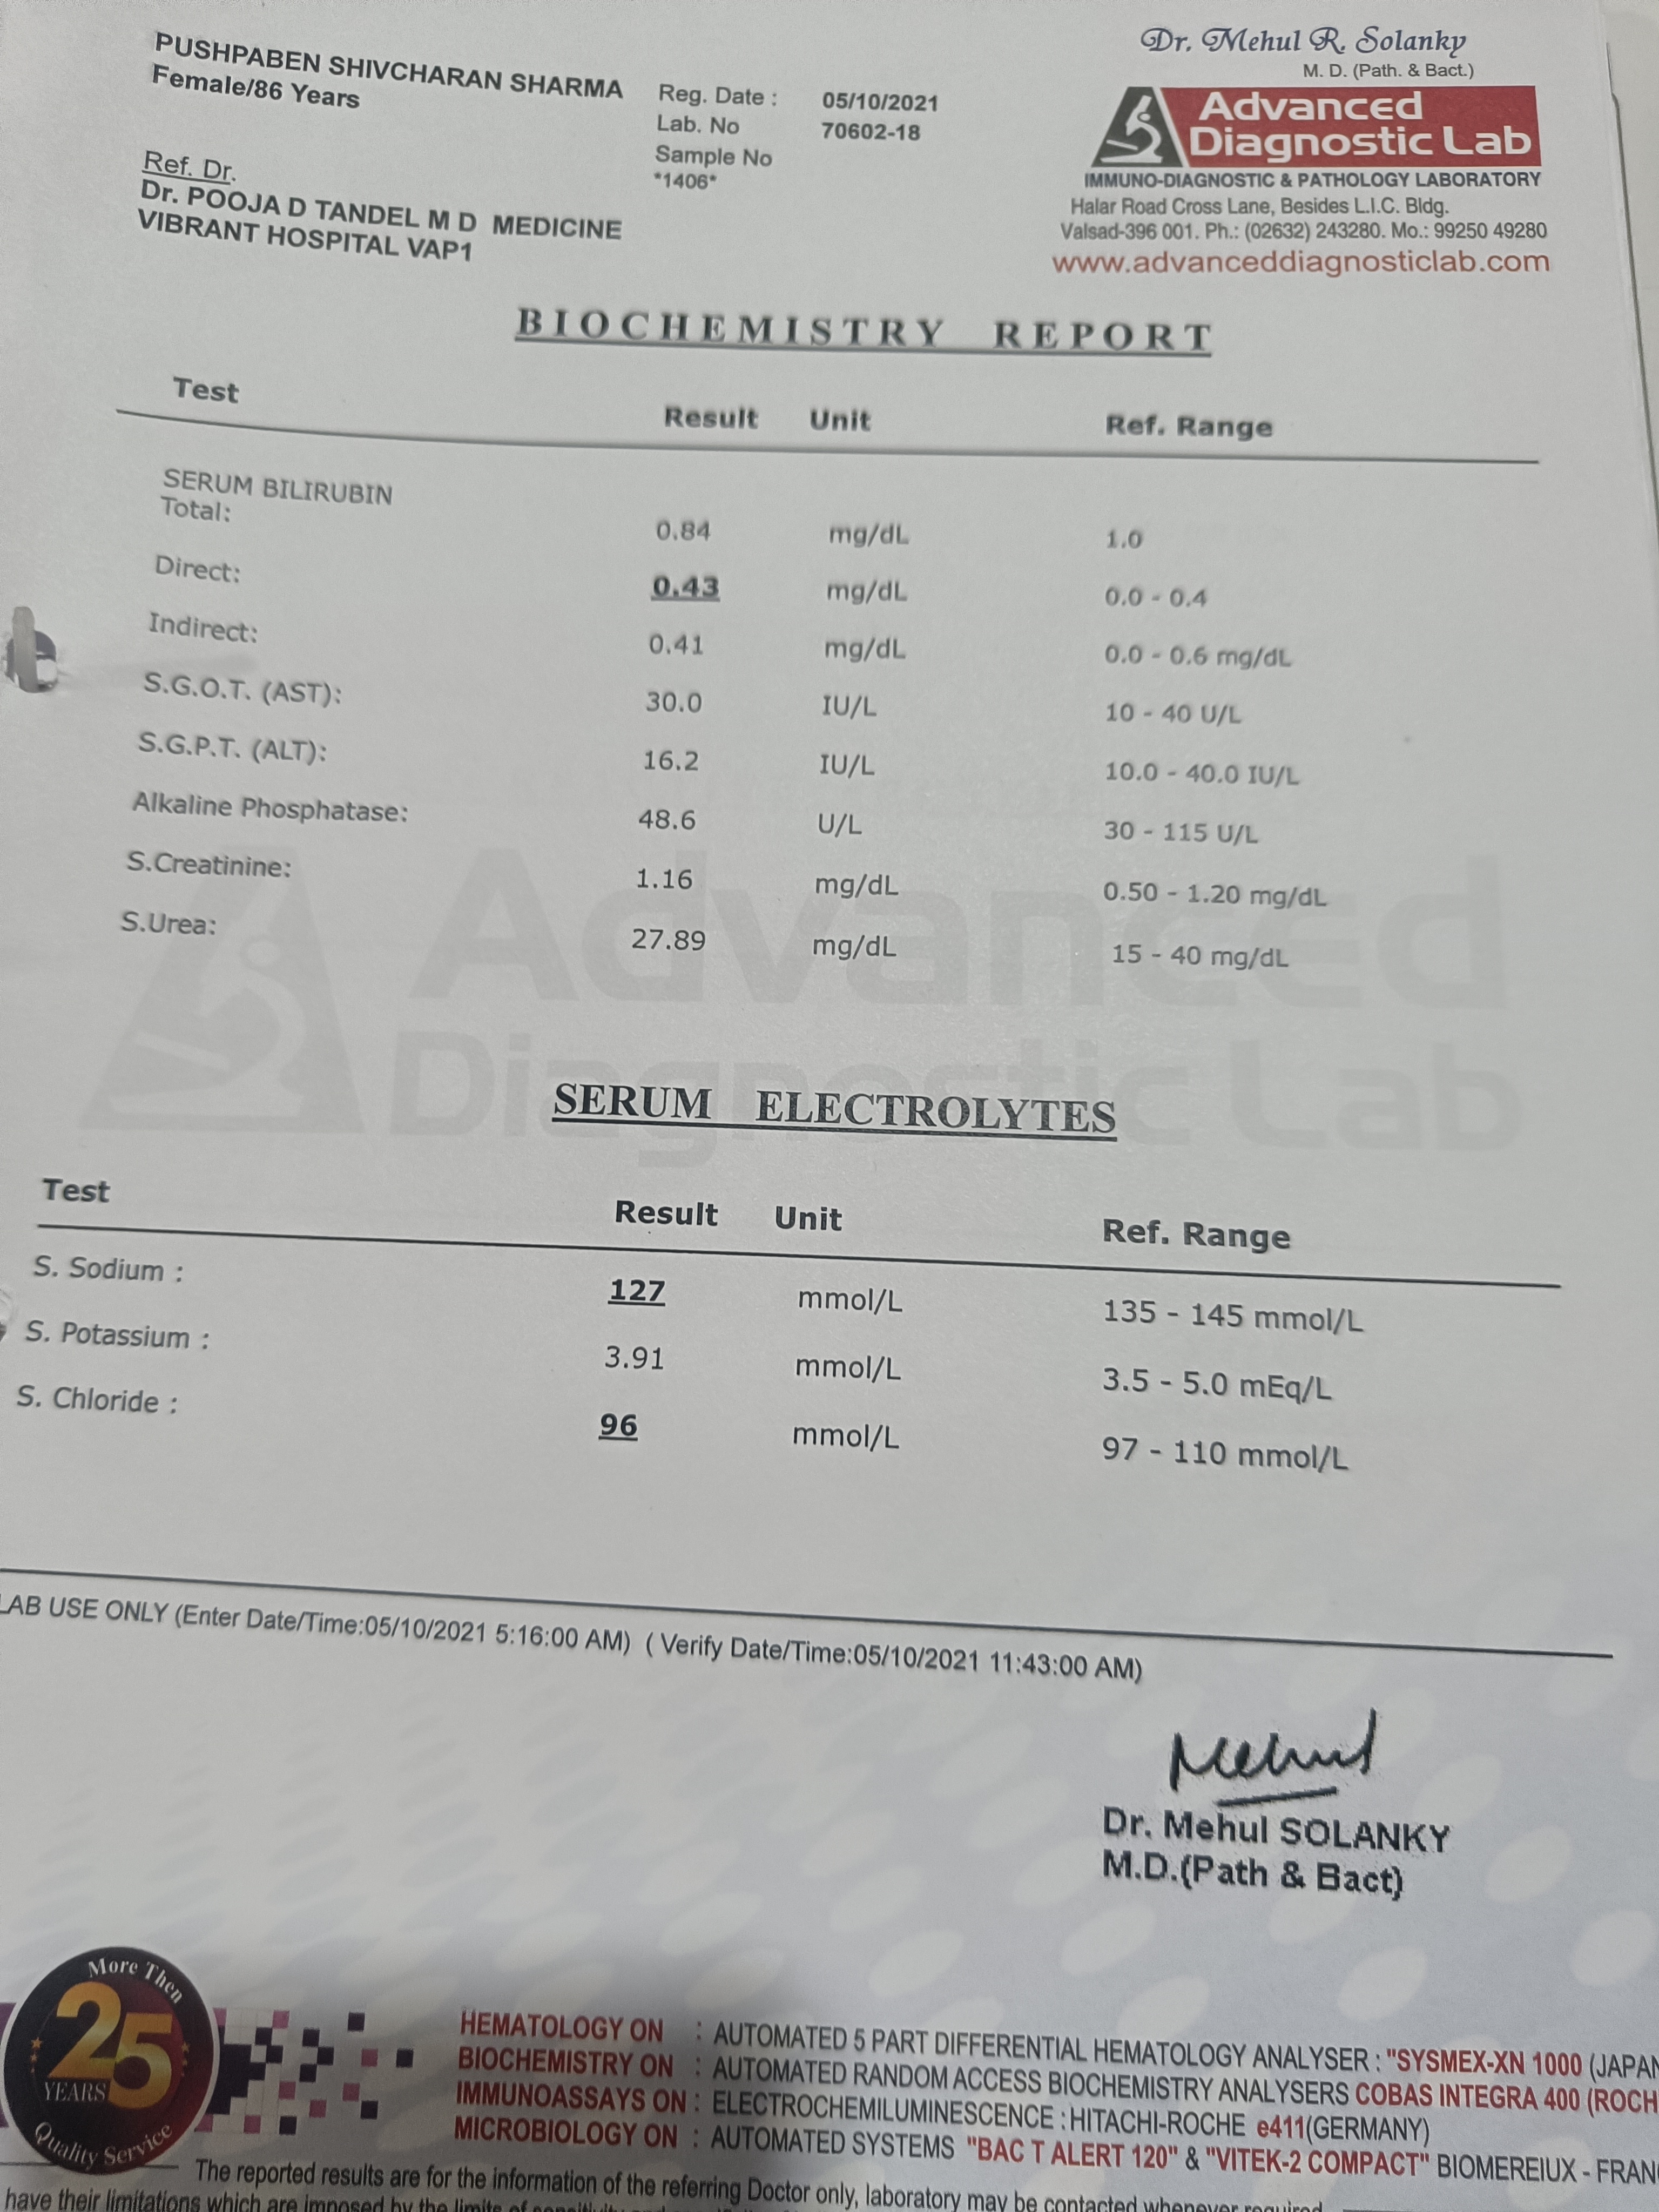 PUSHPABEN SHIVCHARAN SHARMA
Female/86 Years
Ref. Dr.
Dr. POOJA D TANDEL M D MEDICINE
VIBRANT HOSPITAL VAP1
Reg. Date : 05/10/2021
Lab. No 70602-18
Sample No
*1406*
Dr. Mehul R. Solanky
M. D. (Path. & Bact.)
Advanced
Diagnostic Lab
IMMUNO-DIAGNOSTIC & PATHOLOGY LABORATORY
Halar Road Cross Lane, Besides L.I.C. Bldg.
Valsad-396 001. Ph.: (02632) 243280. Mo.: 99250 49280
www.advanceddiagnosticlab.com
BIOCHEMISTRY REPORT
Test Result Unit Ref. Range
SERUM BILIRUBIN
Total: 0.84 mg/dL 1.0
Direct: 0.43 mg/dL 0.0 - 0.4
Indirect: 0.41 mg/dL 0.0 - 0.6 mg/dL
S.G.O.T. (AST): 30.0 IU/L 10 - 40 U/L
S.G.P.T. (ALT): 16.2 IU/L 10.0 - 40.0 IU/L
Alkaline Phosphatase: 48.6 U/L 30 - 115 U/L
S.Creatinine: 1.16 mg/dL 0.50 - 1.20 mg/dL
S.Urea: 27.89 mg/dL 15 - 40 mg/dL
Advanced
Diagnostic Lab
SERUM ELECTROLYTES
Test Result Unit Ref. Range
S. Sodium : 127 mmol/L 135 - 145 mmol/L
S. Potassium : 3.91 mmol/L 3.5 - 5.0 mEq/L
S. Chloride : 96 mmol/L 97 - 110 mmol/L
LAB USE ONLY (Enter Date/Time:05/10/2021 5:16:00 AM) ( Verify Date/Time:05/10/2021 11:43:00 AM)
Mehul
Dr. Mehul SOLANKY
M.D.(Path & Bact)
More Then
25
YEARS
Quality Service
HEMATOLOGY ON : AUTOMATED 5 PART DIFFERENTIAL HEMATOLOGY ANALYSER : "SYSMEX-XN 1000 (JAPAN
BIOCHEMISTRY ON : AUTOMATED RANDOM ACCESS BIOCHEMISTRY ANALYSERS COBAS INTEGRA 400 (ROCH
IMMUNOASSAYS ON : ELECTROCHEMILUMINESCENCE : HITACHI-ROCHE e411(GERMANY)
MICROBIOLOGY ON : AUTOMATED SYSTEMS "BAC T ALERT 120" & "VITEK-2 COMPACT" BIOMEREIUX - FRAN
The reported results are for the information of the referring Doctor only, laboratory may be contacted whenever required.
have their limitations which are imposed by the limits of